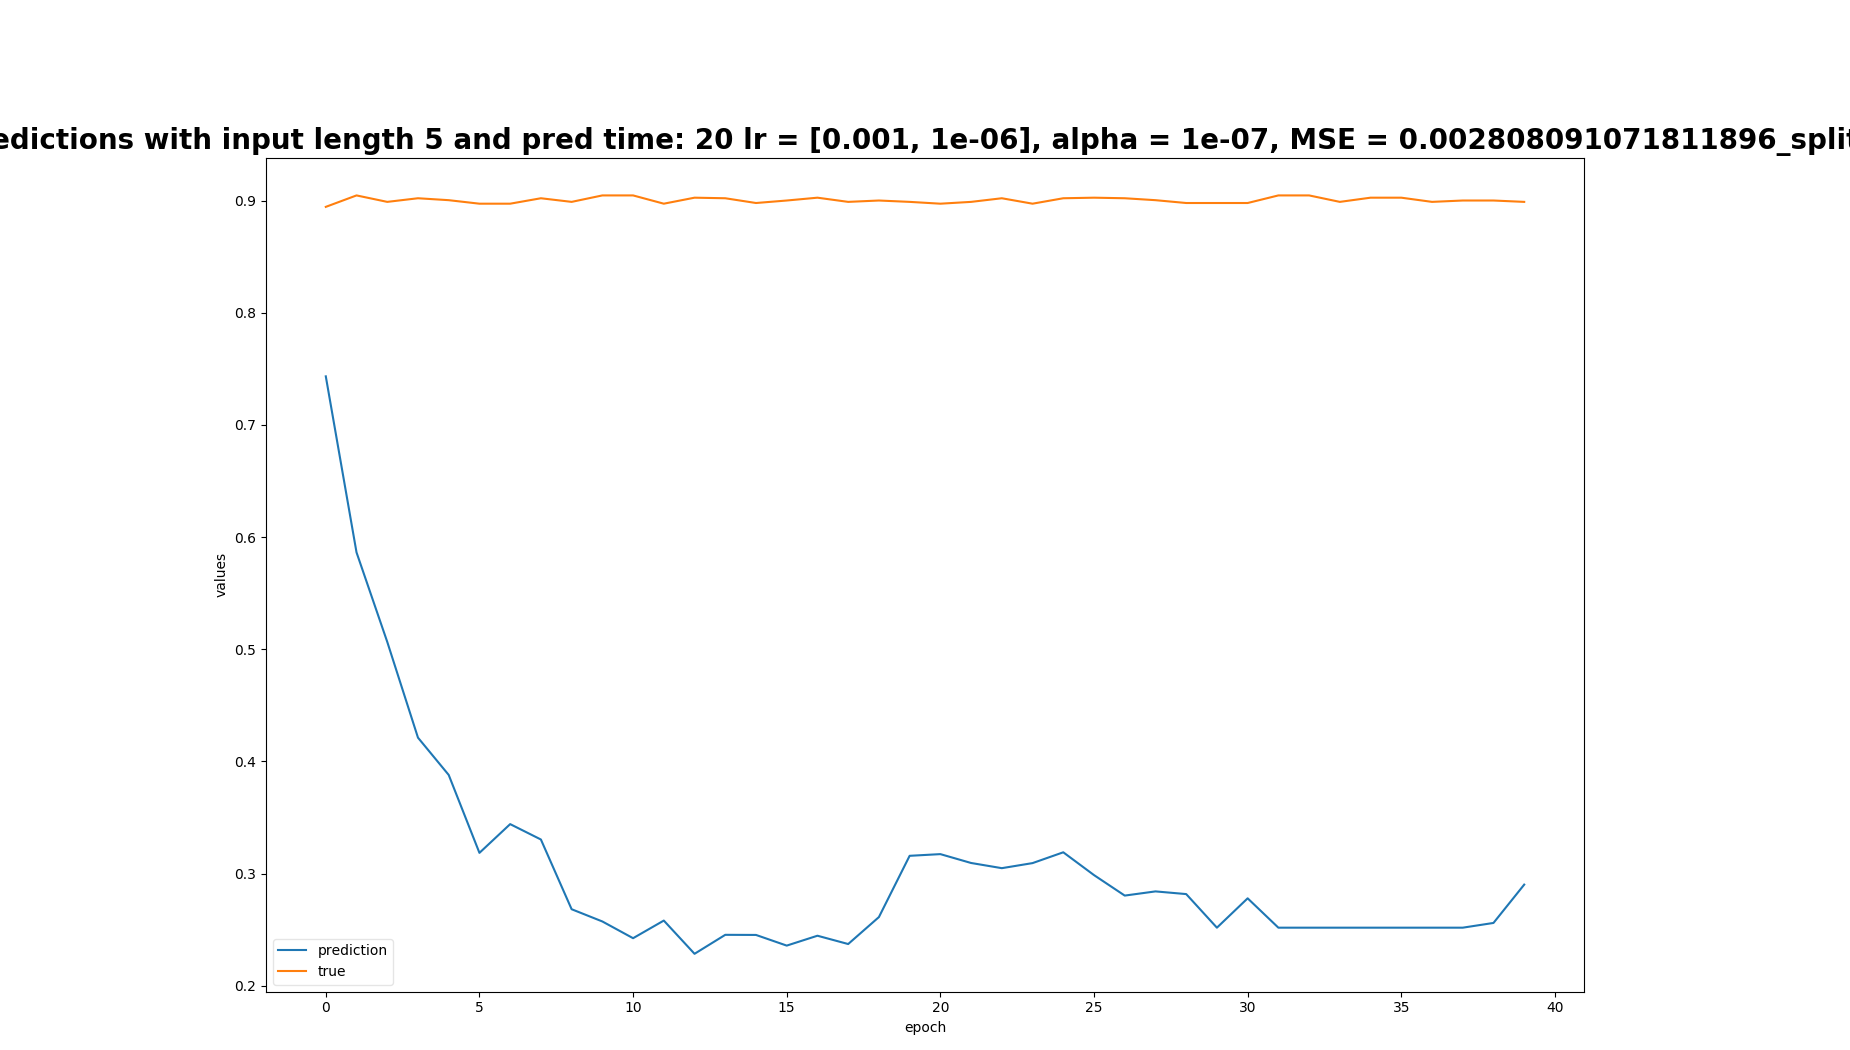 edictions with input length 5 and pred time: 20 lr = [0.001, 1e-06], alpha = 1e-07, MSE = 0.002808091071811896_split
0.9
0.8
0.7
0.6
0.5
0.4
0.3
0.2
values
prediction
true
0 5 10 15 20 25 30 35 40
epoch